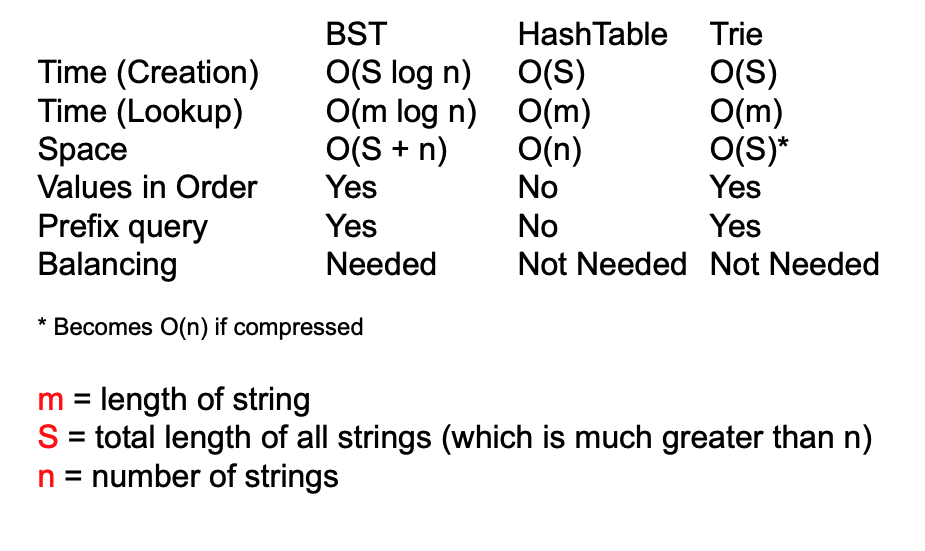 BST HashTable Trie
Time (Creation) O(S log n) O(S) O(S)
Time (Lookup) O(m log n) O(m) O(m)
Space O(S + n) O(n) O(S)*
Values in Order Yes No Yes
Prefix query Yes No Yes
Balancing Needed Not Needed Not Needed
* Becomes O(n) if compressed
m = length of string
S = total length of all strings (which is much greater than n)
n = number of strings